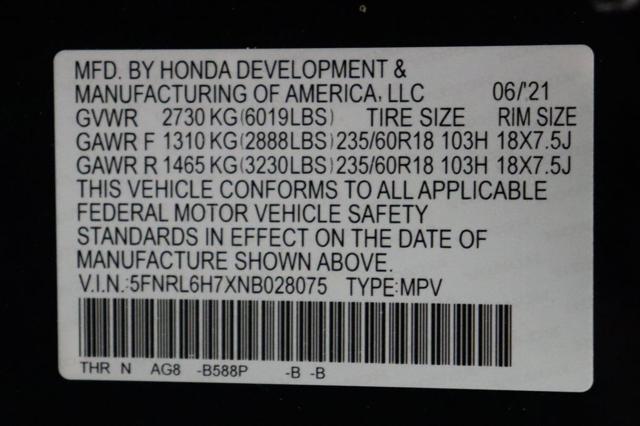 MFD. BY HONDA DEVELOPMENT &
MANUFACTURING OF AMERICA, LLC 06/'21
GVWR 2730 KG(6019LBS) TIRE SIZE RIM SIZE
GAWR F 1310 KG(2888LBS) 235/60R18 103H 18X7.5J
GAWR R 1465 KG(3230LBS) 235/60R18 103H 18X7.5J
THIS VEHICLE CONFORMS TO ALL APPLICABLE
FEDERAL MOTOR VEHICLE SAFETY
STANDARDS IN EFFECT ON THE DATE OF
MANUFACTURE SHOWN ABOVE.
V.I.N.:5FNRL6H7XNB028075 TYPE:MPV
THR N AG8 -B588P -B -B